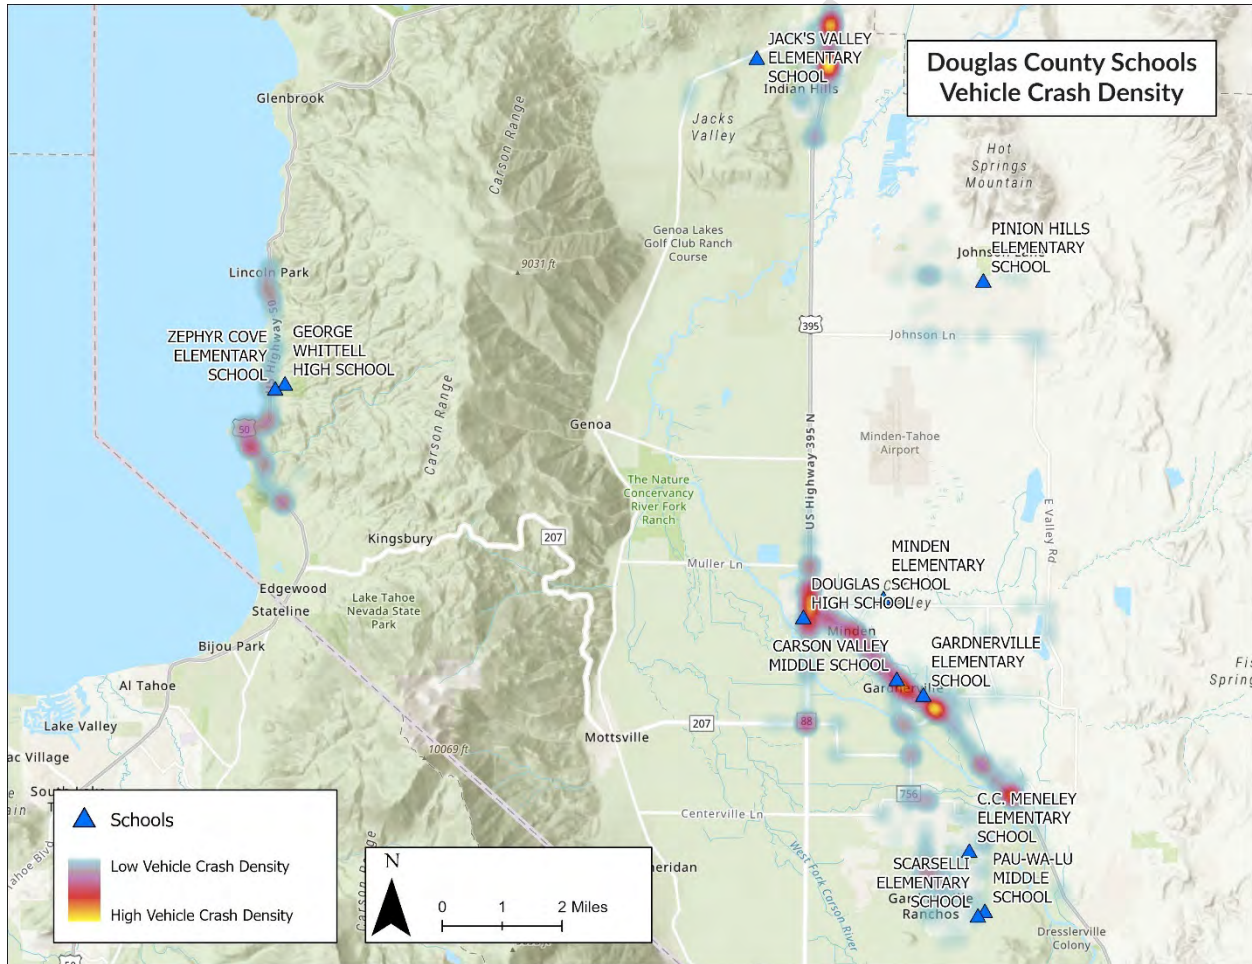 Douglas County Schools
Vehicle Crash Density
JACK'S VALLEY
ELEMENTARY
SCHOOL
Indian Hills
Glenbrook
Carson Range
Jacks
Valley
Hot
Springs
Mountain
Genoa Lakes
Golf Club Ranch
Course
9031 ft
PINION HILLS
ELEMENTARY
SCHOOL
Lincoln Park
Highway 50
395
Johnson Ln
ZEPHYR COVE
ELEMENTARY
SCHOOL
GEORGE
WHITTELL
HIGH SCHOOL
Carson Range
50
Genoa
US Highway 395 N
Minden-Tahoe
Airport
The Nature
Conservancy
River Fork
Ranch
E Valley Rd
Kingsbury
207
Muller Ln
MINDEN
ELEMENTARY
SCHOOL
DOUGLAS
HIGH SCHOOL
Edgewood
Stateline
Lake Tahoe
Nevada State
Park
Minden
CARSON VALLEY
MIDDLE SCHOOL
GARDNERVILLE
ELEMENTARY
SCHOOL
Bijou Park
Al Tahoe
Gardnerville
Lake Valley
207
88
Mottsville
10069 ft
756
Centerville Ln
C.C. MENELEY
ELEMENTARY
SCHOOL
SCARSELLI
ELEMENTARY
SCHOOL
PAU-WA-LU
MIDDLE
SCHOOL
Ranchos
West Fork Carson River
Dresslerville
Colony
Schools
Low Vehicle Crash Density
High Vehicle Crash Density
N
0 1 2 Miles
50